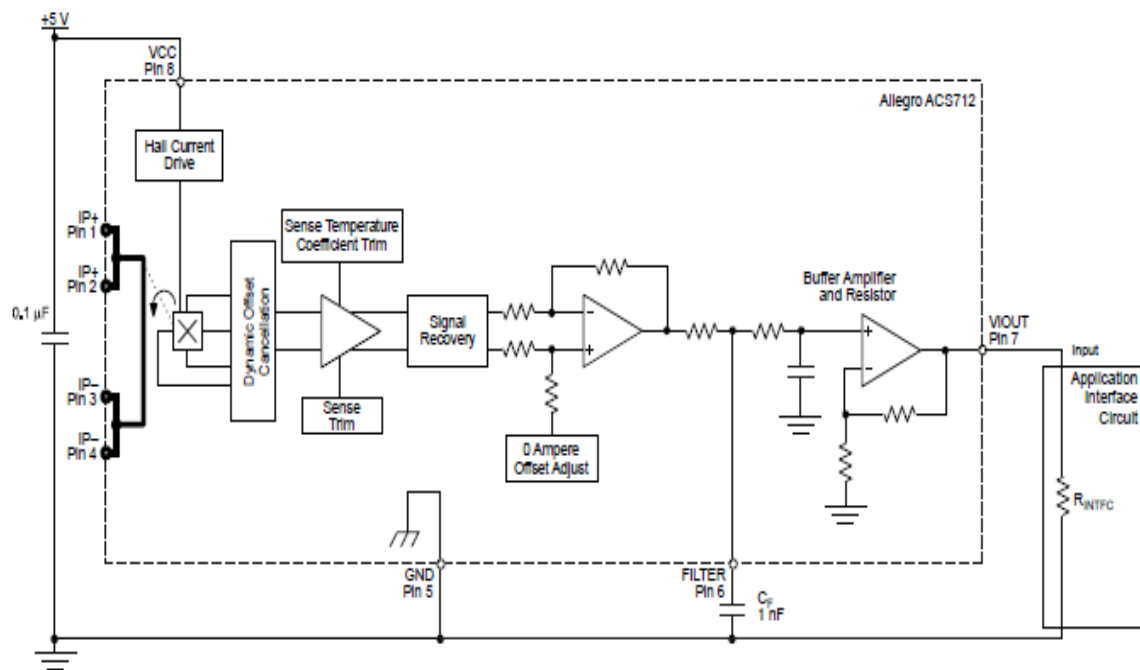 +5 V
VCC
Pin 8
Allegro ACS712
Hall Current
Drive
IP+
Pin 1
IP+
Pin 2
IP−
Pin 3
IP−
Pin 4
0.1 μF
Dynamic Offset
Cancellation
Sense Temperature
Coefficient Trim
Sense
Trim
Signal
Recovery
0 Ampere
Offset Adjust
Buffer Amplifier
and Resistor
VIOUT
Pin 7
Input
Application
Interface
Circuit
RINTFC
GND
Pin 5
FILTER
Pin 6
CF
1 nF